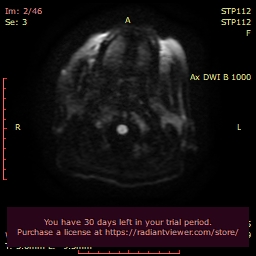 Im: 2/46
Se: 3
STP112
STP112
F
A
Ax DWI B 1000
R
L
You have 30 days left in your trial period.
Purchase a license at https://radiantviewer.com/store/